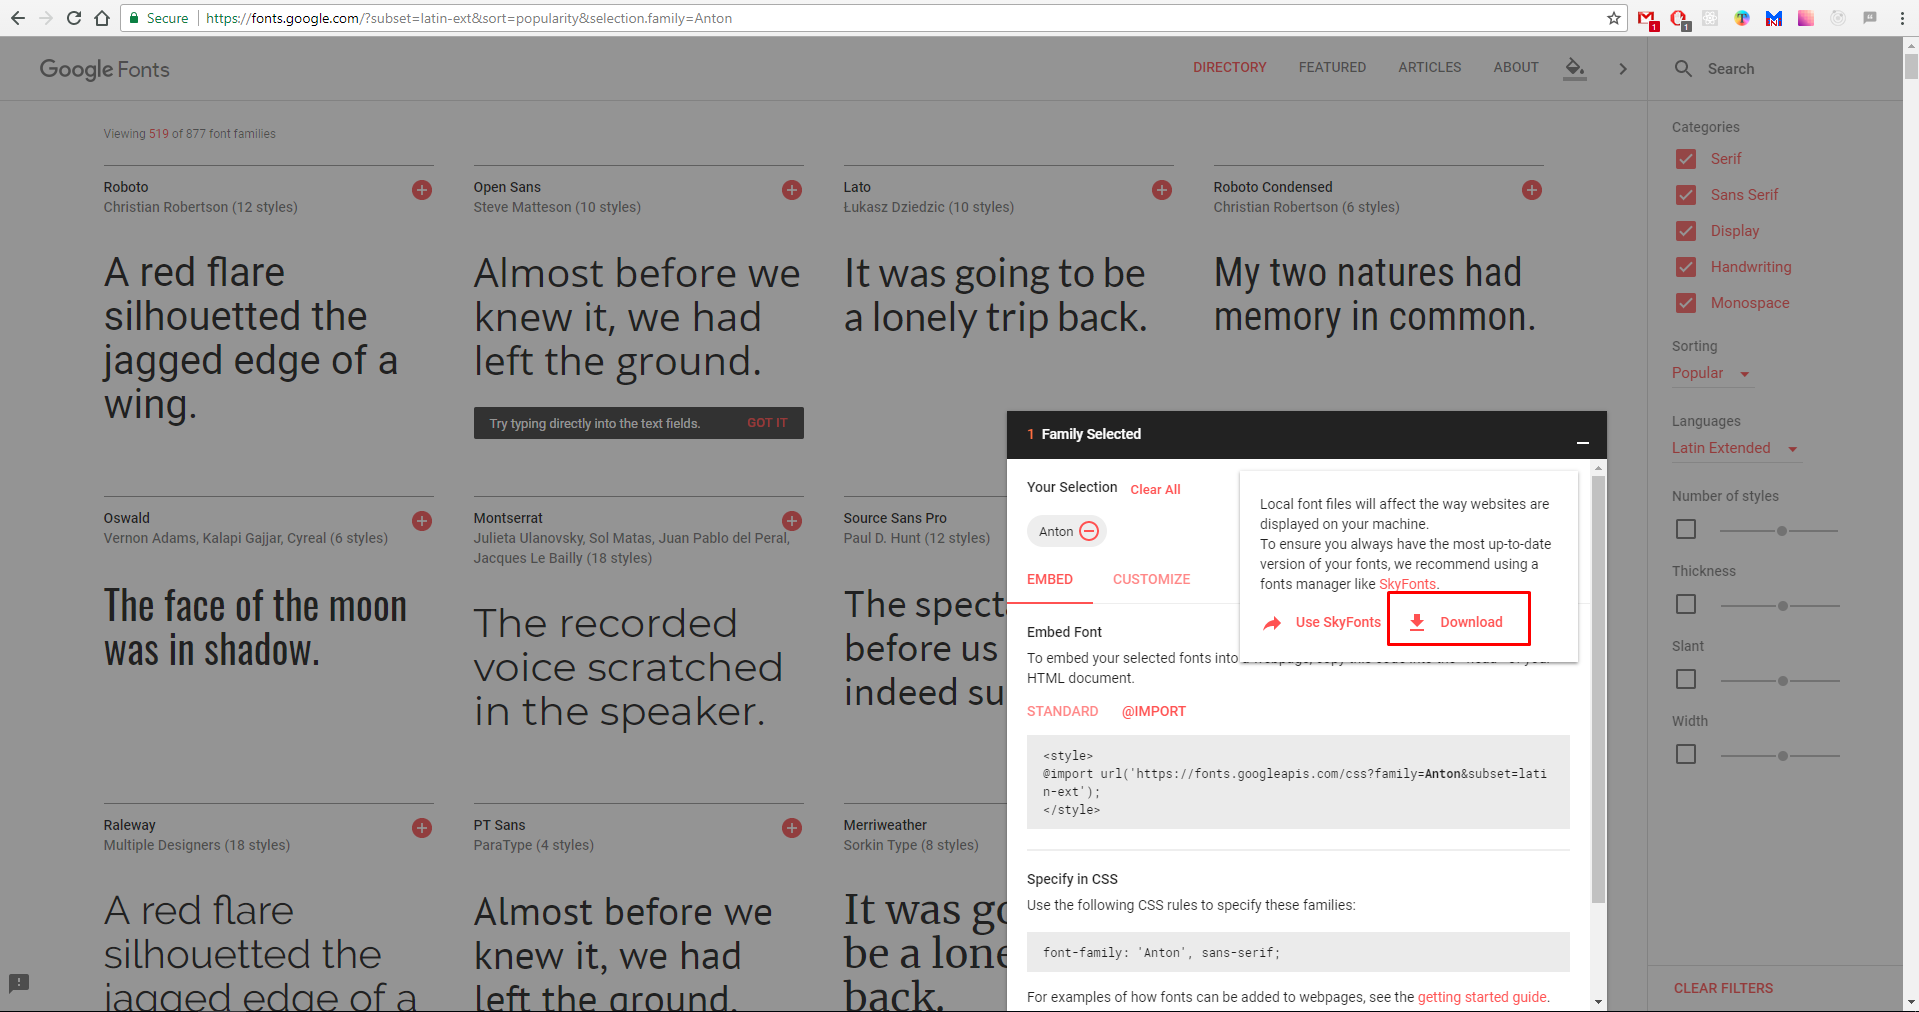 Secure
https://fonts.google.com/?subset=latin-ext&sort=popularity&selection.family=Anton
1
1
Google Fonts
DIRECTORY
FEATURED
ARTICLES
ABOUT
Search
Viewing 519 of 877 font families
Roboto
Christian Robertson (12 styles)
A red flare
silhouetted the
jagged edge of a
wing.
Open Sans
Steve Matteson (10 styles)
Almost before we
knew it, we had
left the ground.
Try typing directly into the text fields.
GOT IT
Lato
Łukasz Dziedzic (10 styles)
It was going to be
a lonely trip back.
Roboto Condensed
Christian Robertson (6 styles)
My two natures had
memory in common.
Oswald
Vernon Adams, Kalapi Gajjar, Cyreal (6 styles)
The face of the moon
was in shadow.
Montserrat
Julieta Ulanovsky, Sol Matas, Juan Pablo del Peral,
Jacques Le Bailly (18 styles)
The recorded
voice scratched
in the speaker.
Source Sans Pro
Paul D. Hunt (12 styles)
The spect
before us
indeed su
Raleway
Multiple Designers (18 styles)
A red flare
silhouetted the
jagged edge of a
PT Sans
ParaType (4 styles)
Almost before we
knew it, we had
left the ground.
Merriweather
Sorkin Type (8 styles)
It was go
be a lone
back.
1 Family Selected
Your Selection
Clear All
Anton
EMBED
CUSTOMIZE
Local font files will affect the way websites are
displayed on your machine.
To ensure you always have the most up-to-date
version of your fonts, we recommend using a
fonts manager like SkyFonts.
Use SkyFonts
Download
Embed Font
To embed your selected fonts into a webpage, copy this code into the <head> of your
HTML document.
STANDARD
@IMPORT
<style>
@import url('https://fonts.googleapis.com/css?family=Anton&subset=lati
n-ext');
</style>
Specify in CSS
Use the following CSS rules to specify these families:
font-family: 'Anton', sans-serif;
For examples of how fonts can be added to webpages, see the getting started guide.
Categories
Serif
Sans Serif
Display
Handwriting
Monospace
Sorting
Popular
Languages
Latin Extended
Number of styles
Thickness
Slant
Width
CLEAR FILTERS